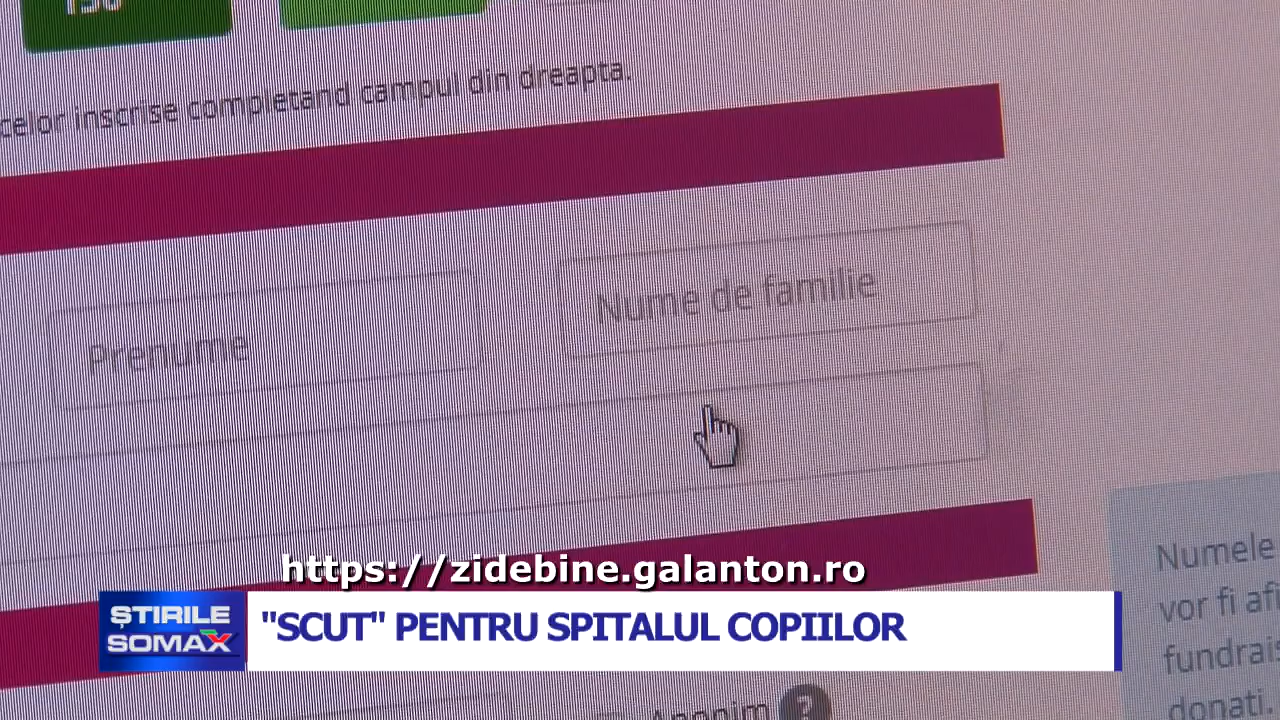 150
celor inscrise completand campul din dreapta.
Prenume
Nume de familie
https://zidebine.galanton.ro
ȘTIRILE
SOMAX
"SCUT" PENTRU SPITALUL COPIILOR
Numele
vor fi
fundrais
donati.
Anonim ?